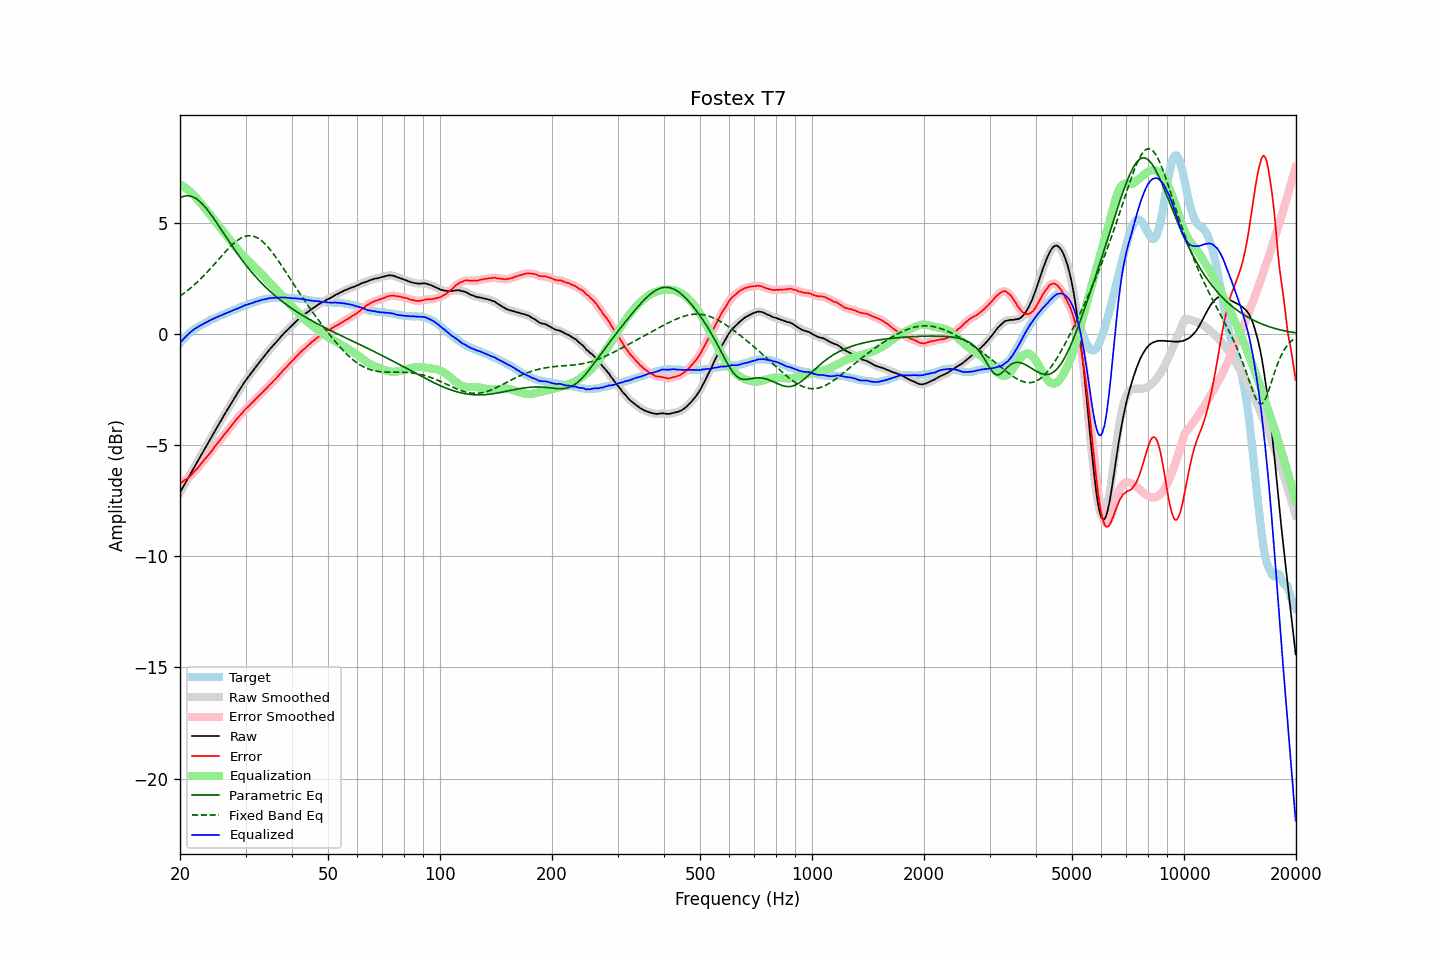 Fostex T7
Amplitude (dBr)
5
0
−5
−10
−15
−20
Target
Raw Smoothed
Error Smoothed
Raw
Error
Equalization
Parametric Eq
Fixed Band Eq
Equalized
20 50 100 200 500 1000 2000 5000 10000 20000
Frequency (Hz)